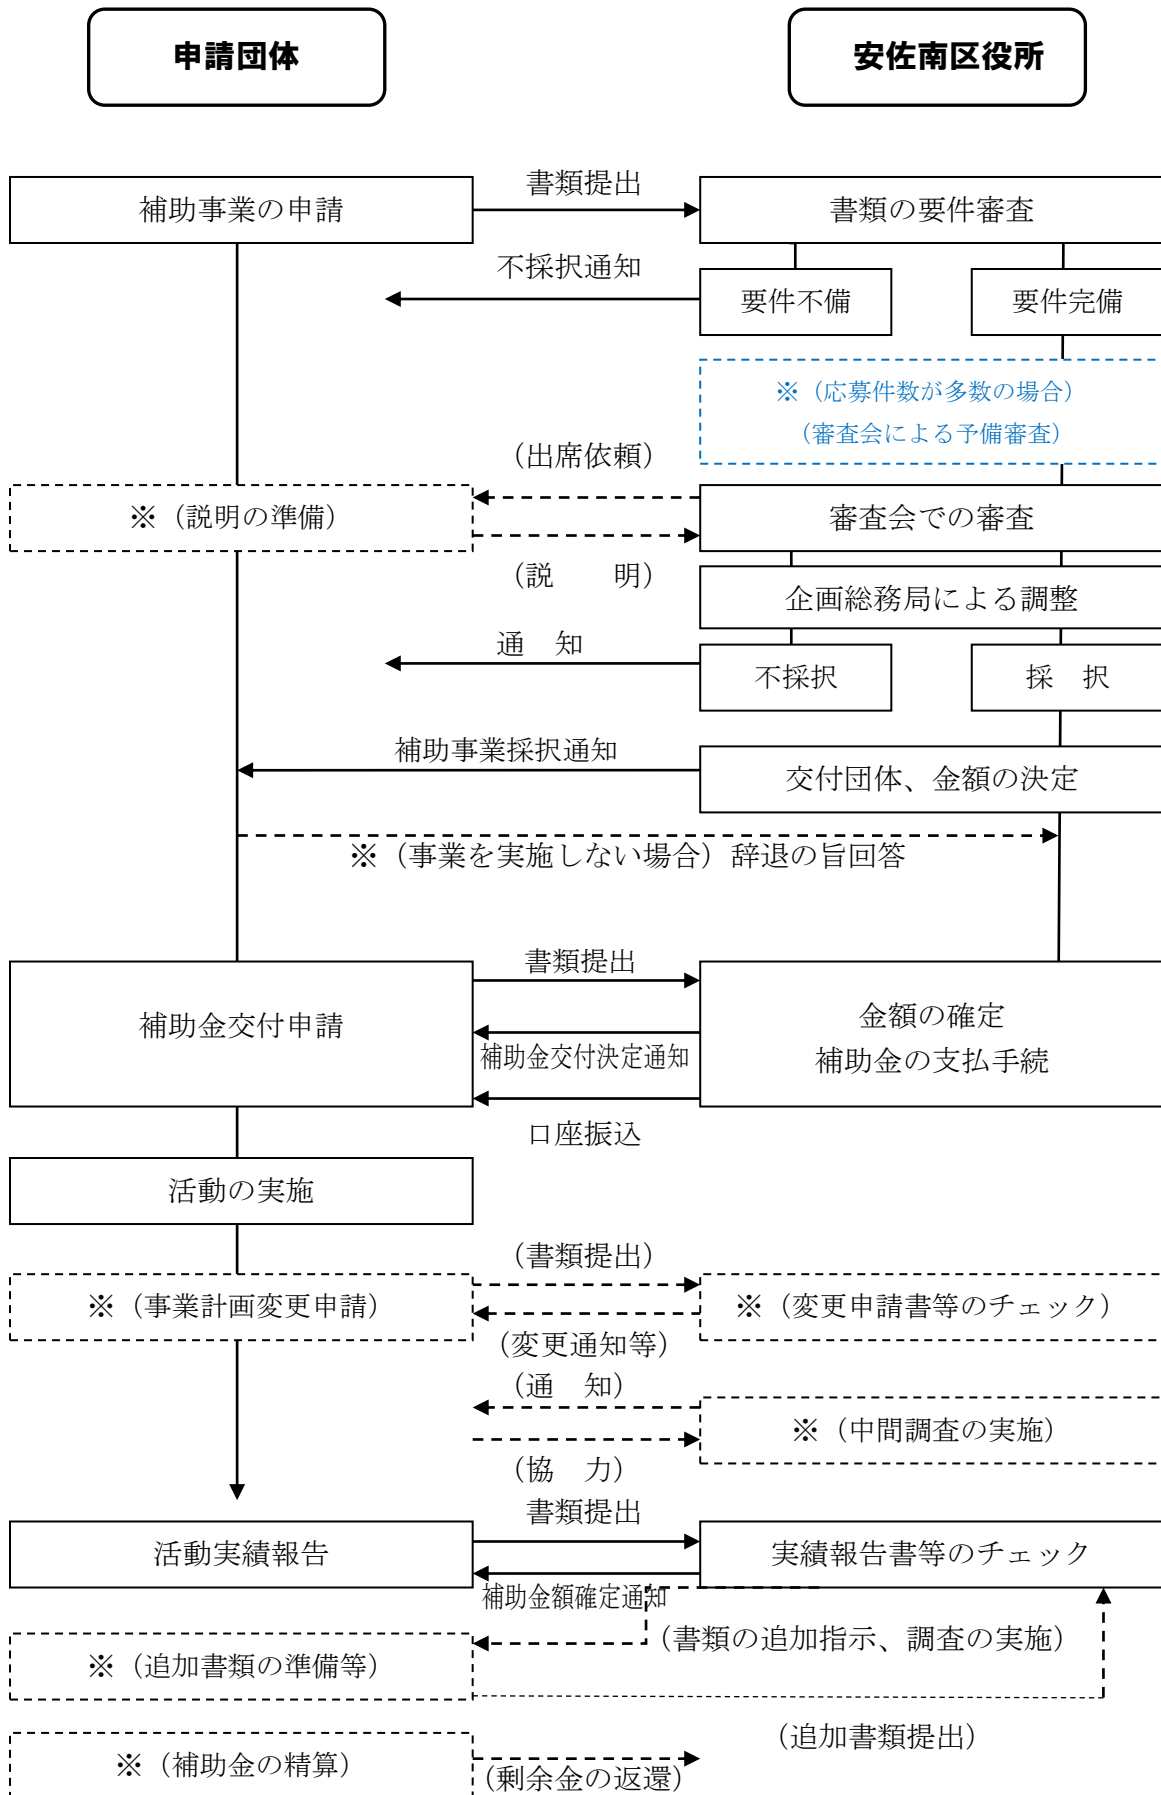 申請団体
安佐南区役所
書類提出
補助事業の申請
書類の要件審査
不採択通知
要件不備
要件完備
※（応募件数が多数の場合）
（審査会による予備審査）
（出席依頼）
※（説明の準備）
審査会での審査
（説　　明）
企画総務局による調整
通　知
不採択
採　択
補助事業採択通知
交付団体、金額の決定
※（事業を実施しない場合）辞退の旨回答
書類提出
補助金交付申請
金額の確定
補助金の支払手続
補助金交付決定通知
口座振込
活動の実施
（書類提出）
※（事業計画変更申請）
※（変更申請書等のチェック）
（変更通知等）
（通　知）
※（中間調査の実施）
（協　力）
書類提出
活動実績報告
実績報告書等のチェック
補助金額確定通知
（書類の追加指示、調査の実施）
※（追加書類の準備等）
（追加書類提出）
※（補助金の精算）
（剰余金の返還）